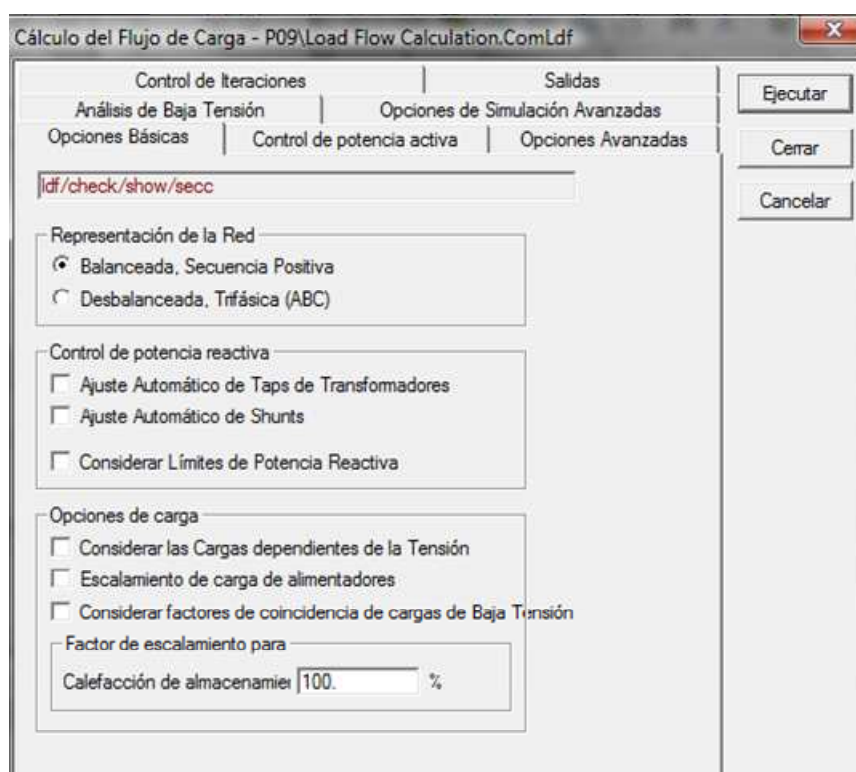 Cálculo del Flujo de Carga - P09\Load Flow Calculation.ComLdf
Control de Iteraciones
Salidas
Análisis de Baja Tensión
Opciones de Simulación Avanzadas
Opciones Básicas
Control de potencia activa
Opciones Avanzadas
Ejecutar
Cerrar
Cancelar
ldf/check/show/secc
Representación de la Red
Balanceada, Secuencia Positiva
Desbalanceada, Trifásica (ABC)
Control de potencia reactiva
Ajuste Automático de Taps de Transformadores
Ajuste Automático de Shunts
Considerar Límites de Potencia Reactiva
Opciones de carga
Considerar las Cargas dependientes de la Tensión
Escalamiento de carga de alimentadores
Considerar factores de coincidencia de cargas de Baja Tensión
Factor de escalamiento para
Calefacción de almacenamier 100. %